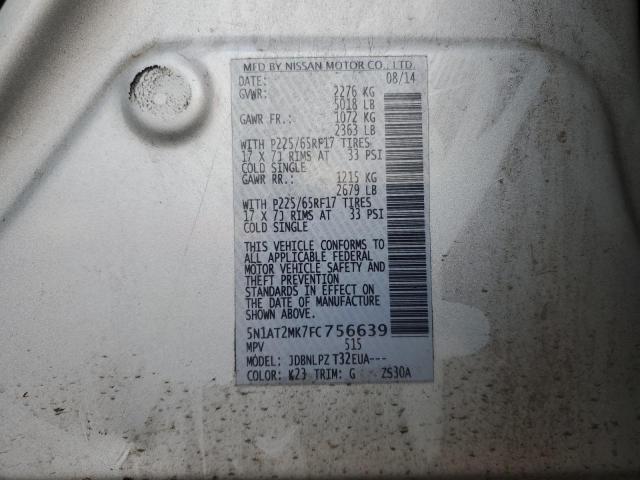 MFD BY NISSAN MOTOR CO., LTD.
DATE: 08/14
GVWR: 2276 KG
5018 LB
GAWR FR.: 1072 KG
2363 LB
WITH P225/65RF17 TIRES
17 X 7J RIMS AT 33 PSI
COLD SINGLE
GAWR RR.: 1215 KG
2679 LB
WITH P225/65RF17 TIRES
17 X 7J RIMS AT 33 PSI
COLD SINGLE
THIS VEHICLE CONFORMS TO
ALL APPLICABLE FEDERAL
MOTOR VEHICLE SAFETY AND
THEFT PREVENTION
STANDARDS IN EFFECT ON
THE DATE OF MANUFACTURE
SHOWN ABOVE.
5N1AT2MK7FC756639
MPV 515
MODEL: JDBNLPZ T32EUA---
COLOR: K23 TRIM: G ZS30A